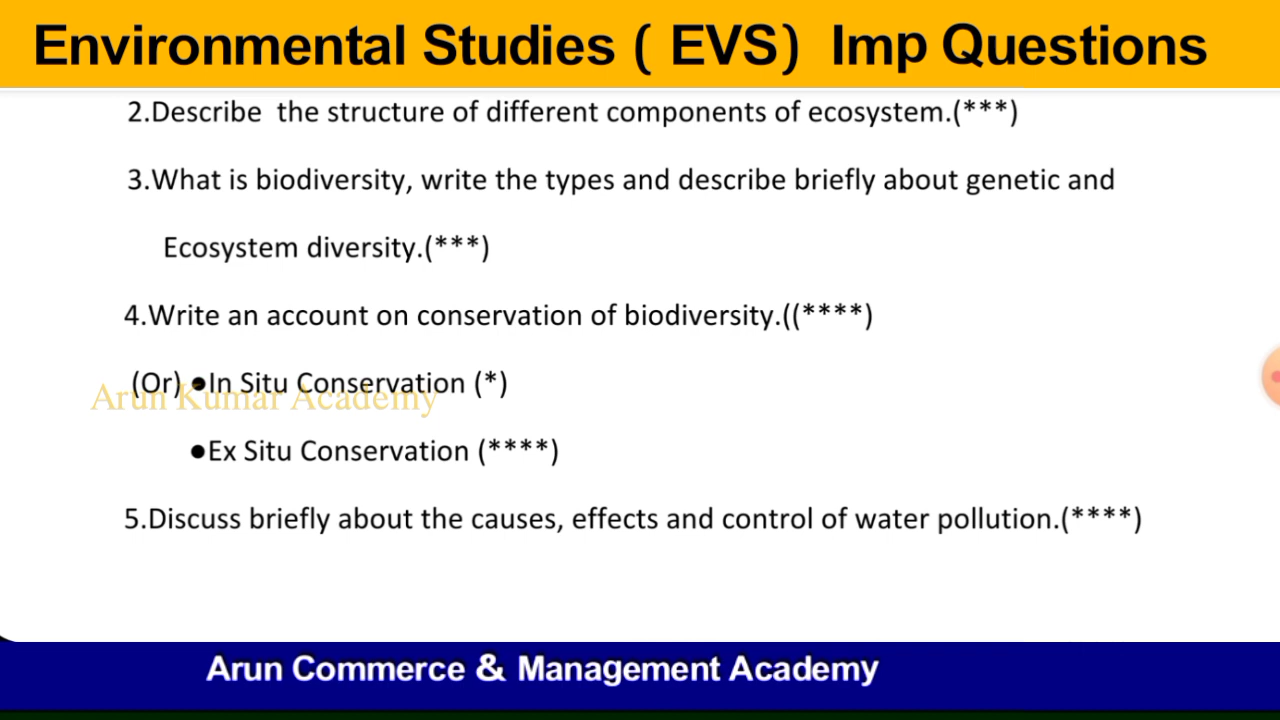 Environmental Studies ( EVS) Imp Questions
2.Describe the structure of different components of ecosystem.(***)
3.What is biodiversity, write the types and describe briefly about genetic and
Ecosystem diversity.(***)
4.Write an account on conservation of biodiversity.((****)
(Or) ●In Situ Conservation (*)
Arun Kumar Academy
●Ex Situ Conservation (****)
5.Discuss briefly about the causes, effects and control of water pollution.(****)
Arun Commerce & Management Academy